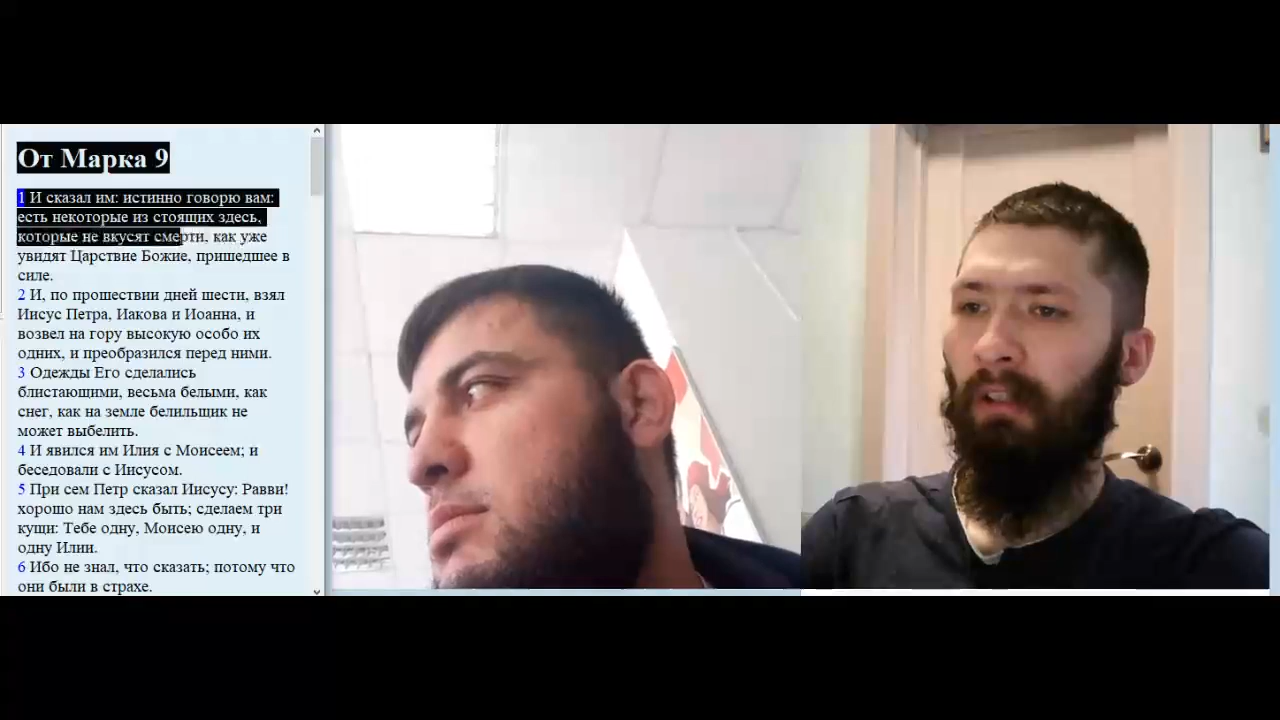 От Марка 9
1 И сказал им: истинно говорю вам:
есть некоторые из стоящих здесь,
которые не вкусят смерти, как уже
увидят Царствие Божие, пришедшее в
силе.
2 И, по прошествии дней шести, взял
Иисус Петра, Иакова и Иоанна, и
возвел на гору высокую особо их
одних, и преобразился перед ними.
3 Одежды Его сделались
блистающими, весьма белыми, как
снег, как на земле белильщик не
может выбелить.
4 И явился им Илия с Моисеем; и
беседовали с Иисусом.
5 При сем Петр сказал Иисусу: Равви!
хорошо нам здесь быть; сделаем три
кущи: Тебе одну, Моисею одну, и
одну Илии.
6 Ибо не знал, что сказать; потому что
они были в страхе.